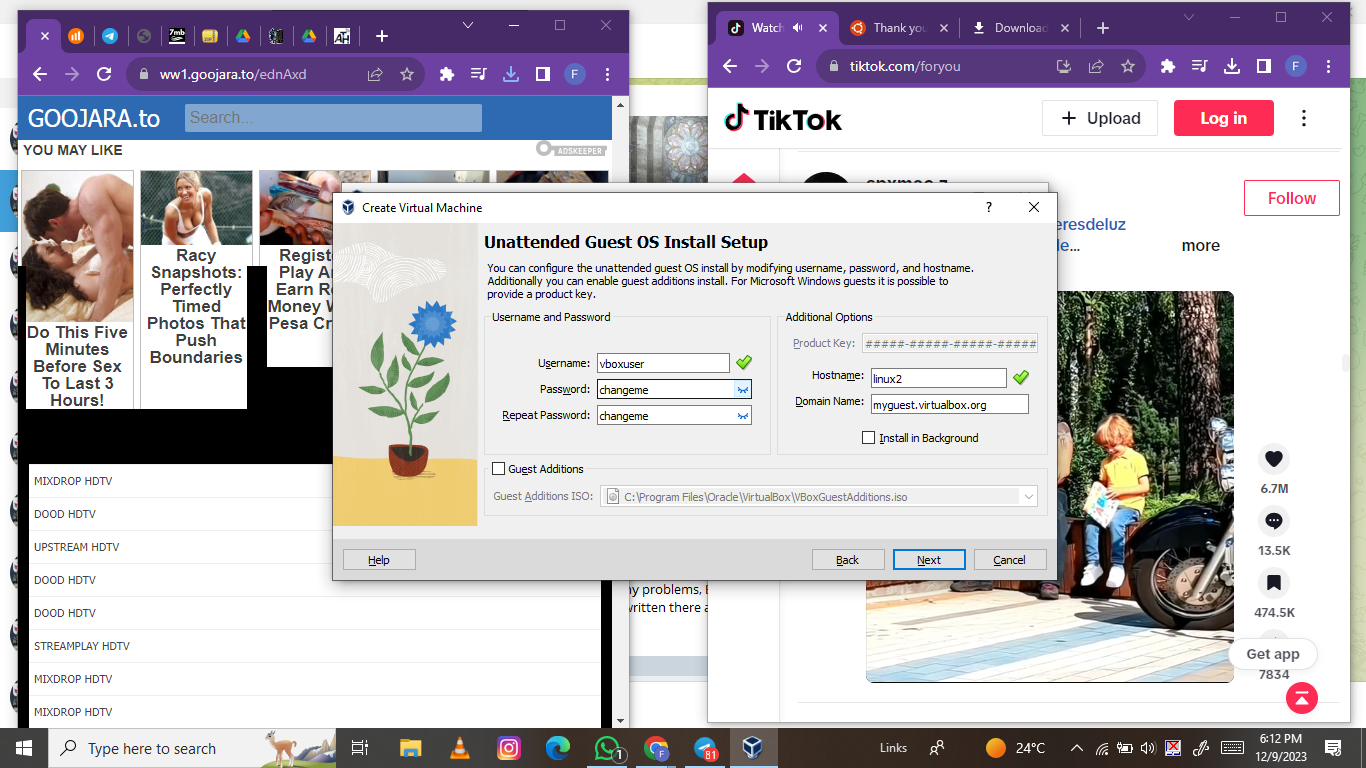 ww1.goojara.to/ednAxd
F
GOOJARA.to
Search...
YOU MAY LIKE
ADSKEEPER
Do This Five
Minutes
Before Sex
To Last 3
Hours!
Racy
Snapshots:
Perfectly
Timed
Photos That
Push
Boundaries
MIXDROP HDTV
DOOD HDTV
UPSTREAM HDTV
DOOD HDTV
DOOD HDTV
STREAMPLAY HDTV
MIXDROP HDTV
MIXDROP HDTV
Create Virtual Machine
?
Unattended Guest OS Install Setup
You can configure the unattended guest OS install by modifying username, password, and hostname.
Additionally you can enable guest additions install. For Microsoft Windows guests it is possible to
provide a product key.
Username and Password
Username: vboxuser
Password: changeme
Repeat Password: changeme
Additional Options
Product Key: #####-#####-#####-#####
Hostname: linux2
Domain Name: myguest.virtualbox.org
Install in Background
Guest Additions
Guest Additions ISO: C:\Program Files\Oracle\VirtualBox\VBoxGuestAdditions.iso
Help
Back
Next
Cancel
problems,
written there
Watch
Thank you
Download
tiktok.com/foryou
F
TikTok
Upload
Log in
Follow
eresdeluz
more
6.7M
13.5K
474.5K
Get app
7834
Type here to search
1
F
81
Links
24°C
6:12 PM
12/9/2023